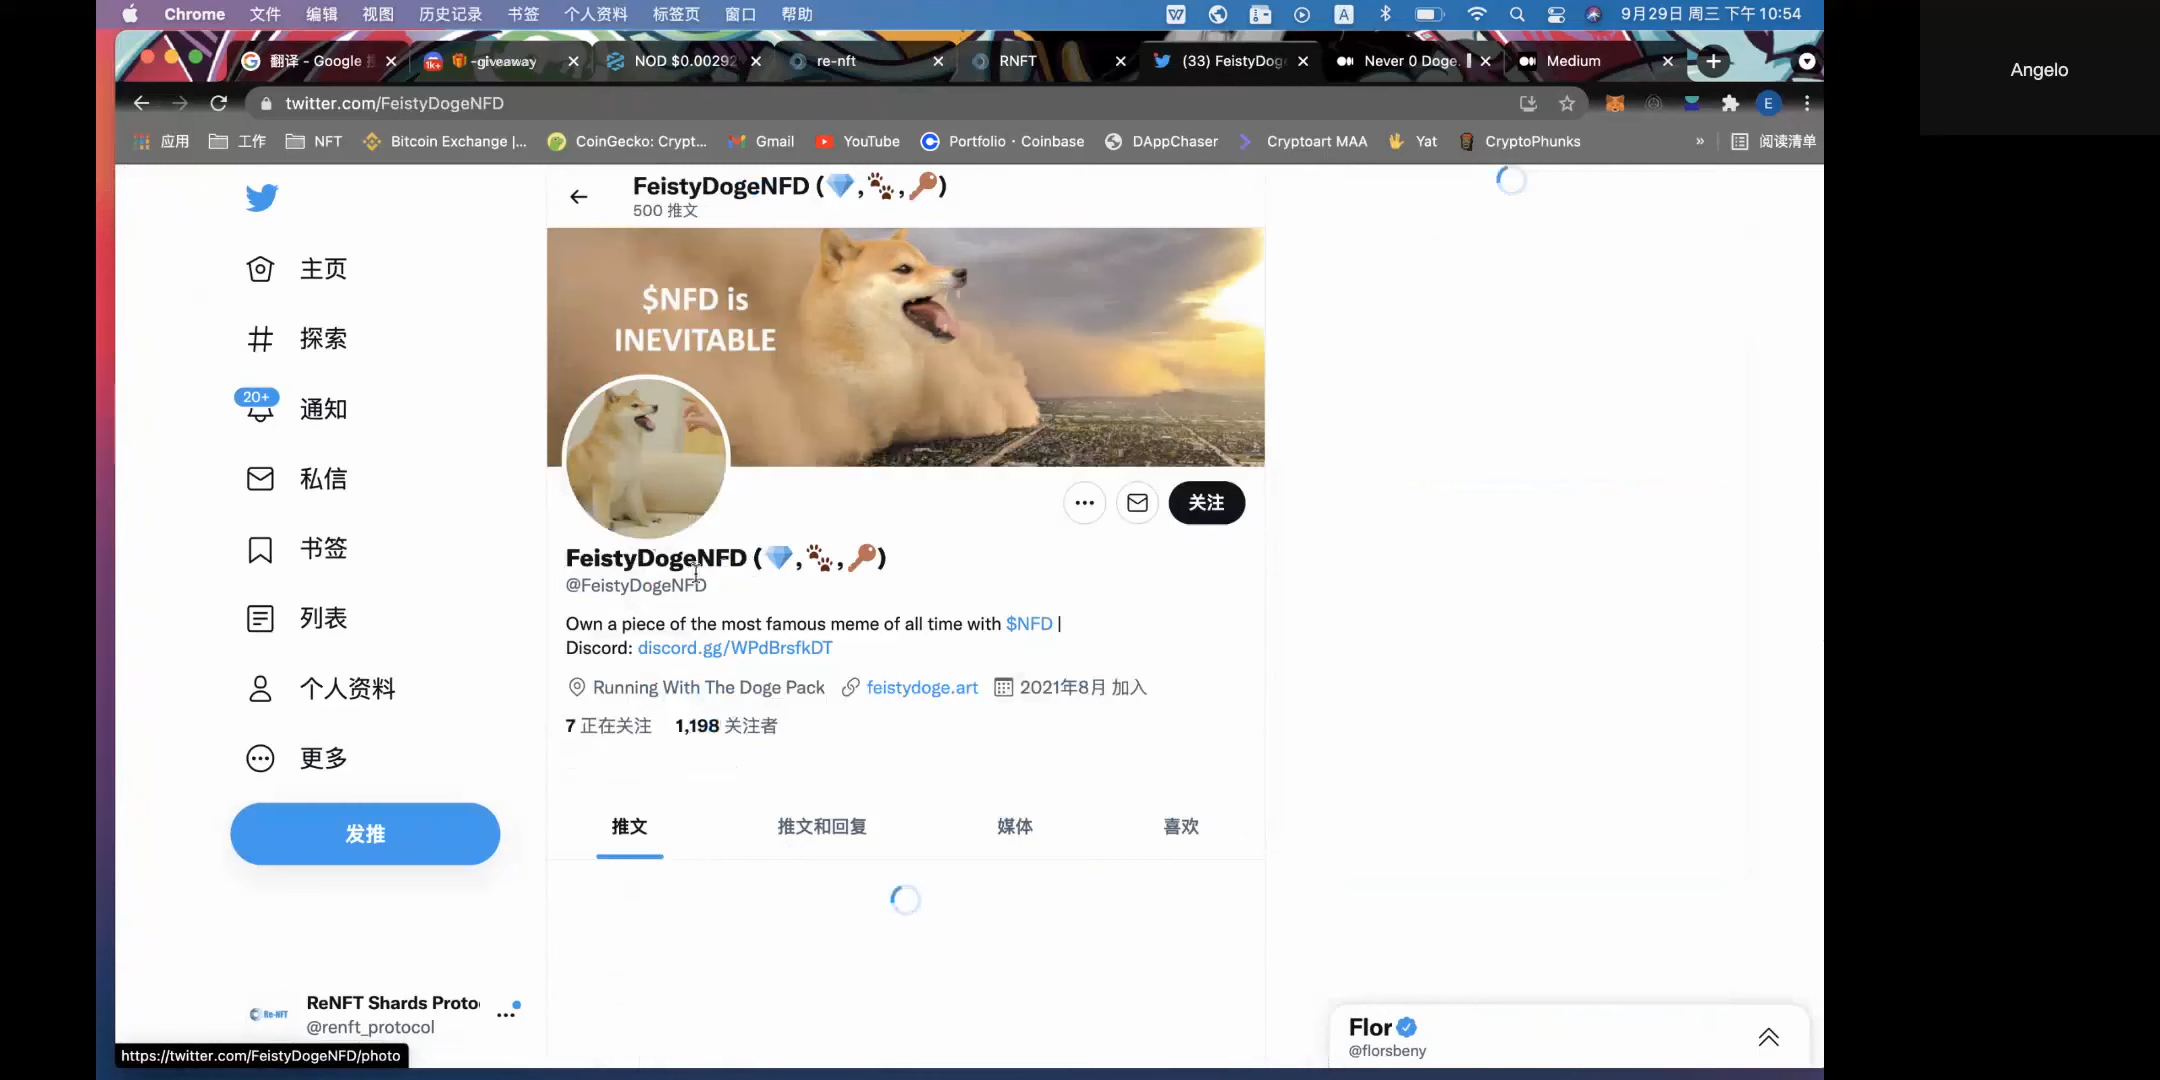 Chrome 文件 编辑 视图 历史记录 书签 个人资料 标签页 窗口 帮助 9月29日 周三 下午 10:54
Angelo
翻译 - Google -giveaway NOD $0.00292 re-nft RNFT (33) FeistyDog Never 0 Doge. Medium
twitter.com/FeistyDogeNFD E
应用 工作 NFT Bitcoin Exchange |... CoinGecko: Crypt... Gmail YouTube Portfolio · Coinbase DAppChaser Cryptoart MAA Yat CryptoPhunks » 阅读清单
FeistyDogeNFD (💎,🐾,🔑)
500 推文
主页
探索
20+
通知
私信
书签
列表
个人资料
更多
发推
$NFD is
INEVITABLE
关注
FeistyDogeNFD (💎,🐾,🔑)
@FeistyDogeNFD
Own a piece of the most famous meme of all time with $NFD |
Discord: discord.gg/WPdBrsfkDT
Running With The Doge Pack feistydoge.art 2021年8月 加入
7 正在关注 1,198 关注者
推文 推文和回复 媒体 喜欢
ReNFT Shards Proto
@renft_protocol
Flor
@florsbeny
https://twitter.com/FeistyDogeNFD/photo